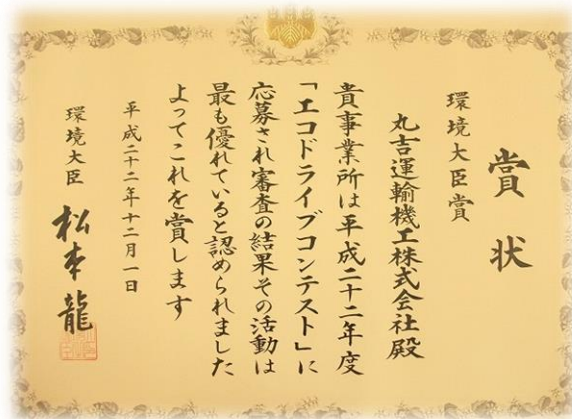 賞状
環境大臣賞
丸吉運輸機工株式会社殿
貴事業所は平成二十二年度
「エコドライブコンテスト」に
応募され審査の結果その活動は
最も優れていると認められました
よってこれを賞します
平成二十二年十二月一日
環境大臣 松本龍